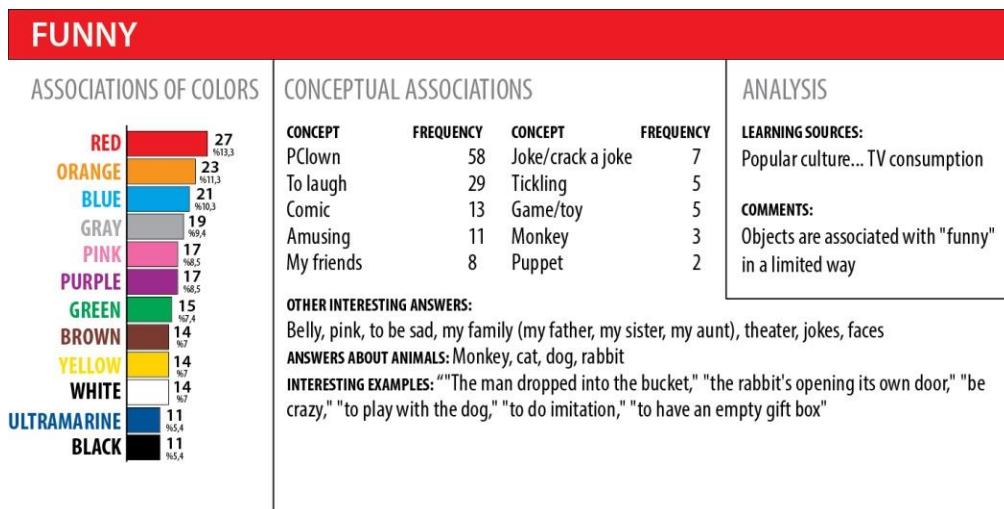 FUNNY
ASSOCIATIONS OF COLORS
RED 27
%13,3
ORANGE 23
%11,3
BLUE 21
%10,3
GRAY 19
%9,4
PINK 17
%8,5
PURPLE 17
%8,5
GREEN 15
%7,4
BROWN 14
%7
YELLOW 14
%7
WHITE 14
%7
ULTRAMARINE 11
%5,4
BLACK 11
%5,4
CONCEPTUAL ASSOCIATIONS
CONCEPT FREQUENCY CONCEPT FREQUENCY
PClown 58 Joke/crack a joke 7
To laugh 29 Tickling 5
Comic 13 Game/toy 5
Amusing 11 Monkey 3
My friends 8 Puppet 2
OTHER INTERESTING ANSWERS:
Belly, pink, to be sad, my family (my father, my sister, my aunt), theater, jokes, faces
ANSWERS ABOUT ANIMALS: Monkey, cat, dog, rabbit
INTERESTING EXAMPLES: ""The man dropped into the bucket," "the rabbit's opening its own door," "be
crazy," "to play with the dog," "to do imitation," "to have an empty gift box"
ANALYSIS
LEARNING SOURCES:
Popular culture... TV consumption
COMMENTS:
Objects are associated with "funny"
in a limited way